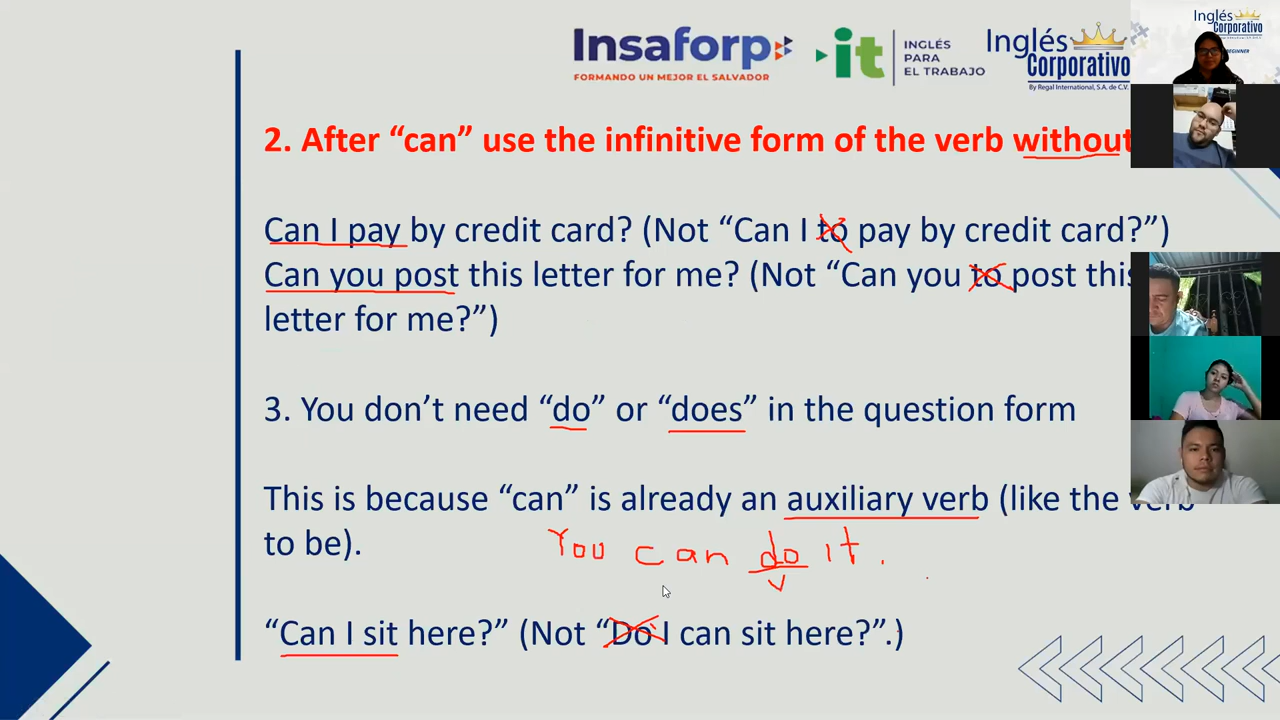 Insaforp
FORMANDO UN MEJOR EL SALVADOR
it
INGLÉS
PARA
EL TRABAJO
Inglés
Corporativo
By Regal International, S.A. de C.V.
Inglés
Corporativo
BEGINNER
2. After “can” use the infinitive form of the verb without
Can I pay by credit card? (Not “Can I to pay by credit card?”)
Can you post this letter for me? (Not “Can you to post this
letter for me?”)
3. You don’t need “do” or “does” in the question form
This is because “can” is already an auxiliary verb (like the verb
to be).
You can do it.
v
“Can I sit here?” (Not “Do I can sit here?”.)